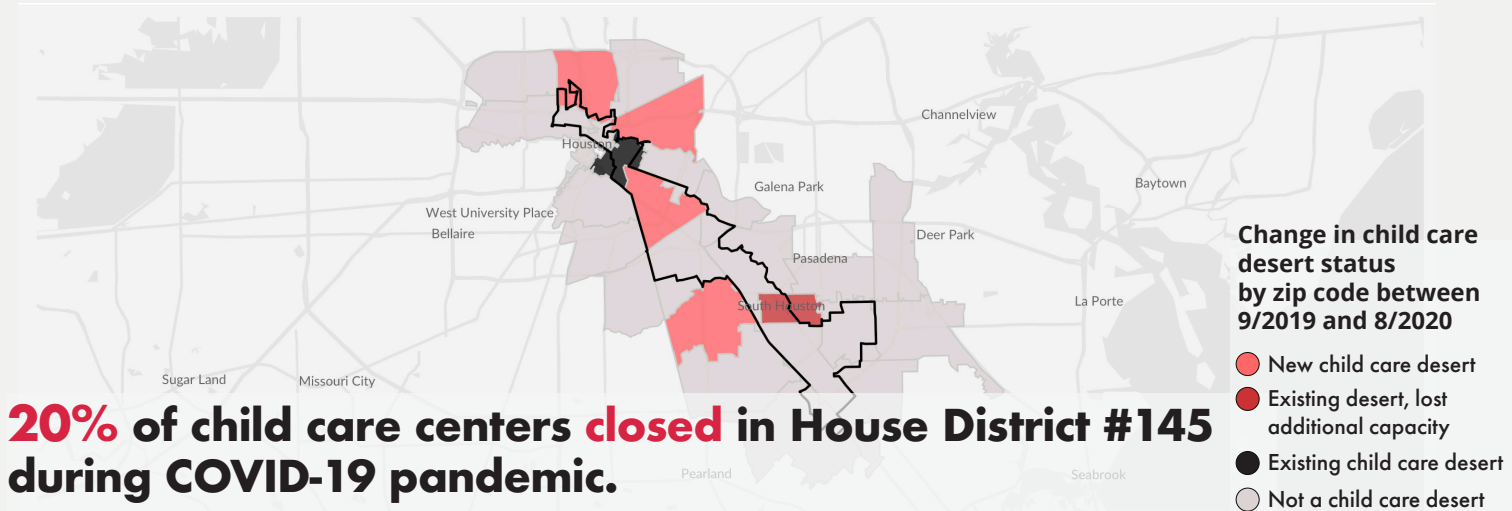 Channelview
Houston
Galena Park
Baytown
West University Place
Bellaire
Deer Park
Pasadena
South Houston
La Porte
Sugar Land
Missouri City
Pearland
Seabrook
Change in child care
desert status
by zip code between
9/2019 and 8/2020
New child care desert
Existing desert, lost
additional capacity
Existing child care desert
Not a child care desert
20% of child care centers closed in House District #145
during COVID-19 pandemic.